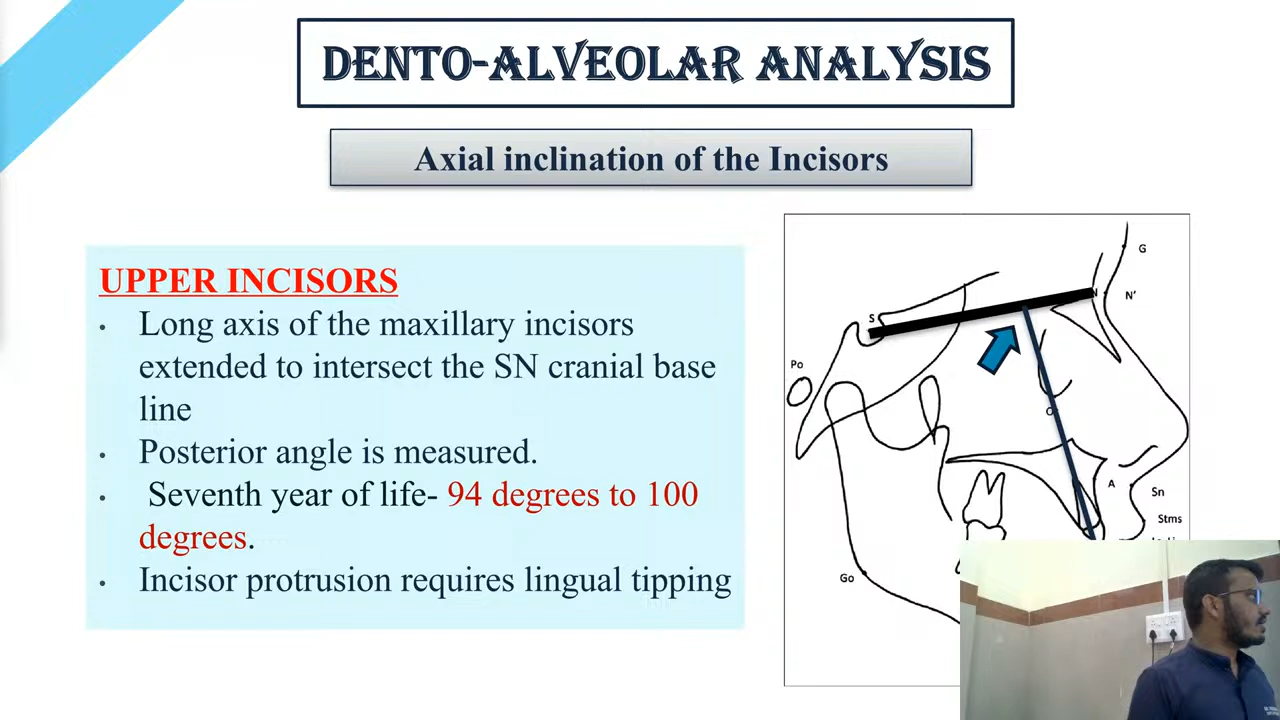 DENTO-ALVEOLAR ANALYSIS
Axial inclination of the Incisors
UPPER INCISORS
• Long axis of the maxillary incisors
extended to intersect the SN cranial base
line
• Posterior angle is measured.
• Seventh year of life- 94 degrees to 100
degrees.
• Incisor protrusion requires lingual tipping
G
N
N'
S
Po
O
A
Sn
Stms
Go